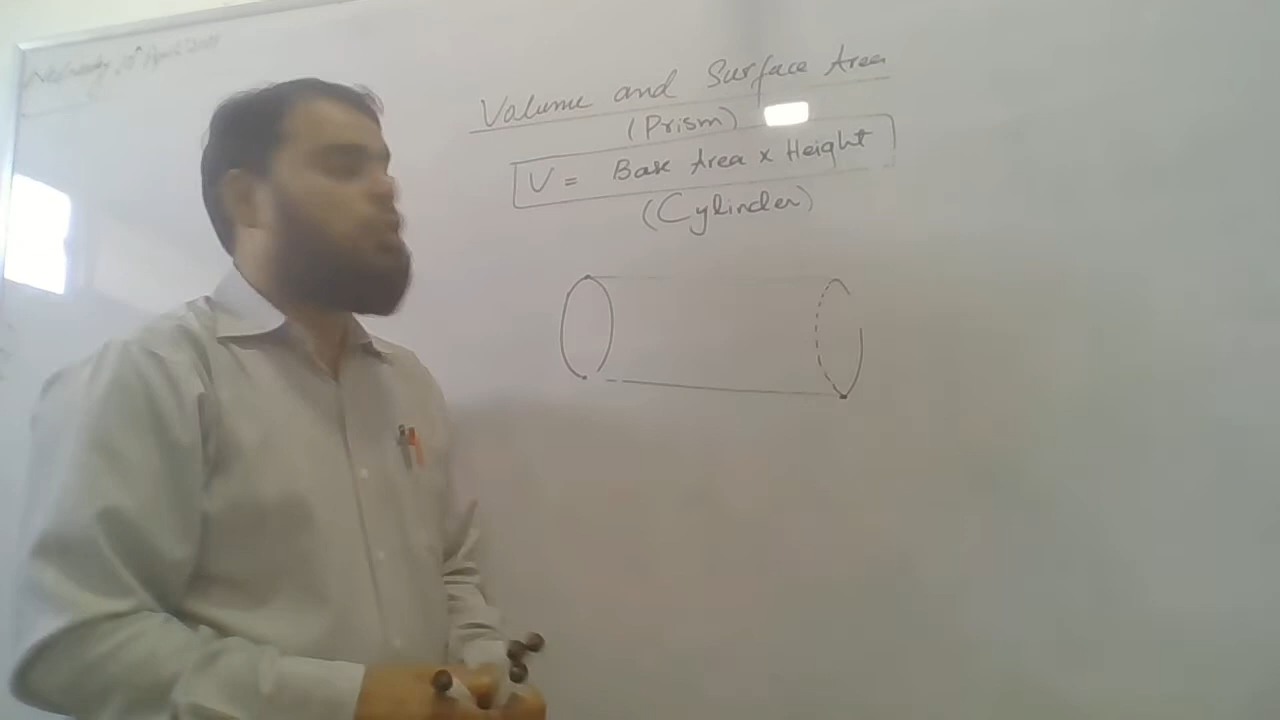 Volume and Surface Area
(Prism)
V = Base Area x Height
(Cylinder)